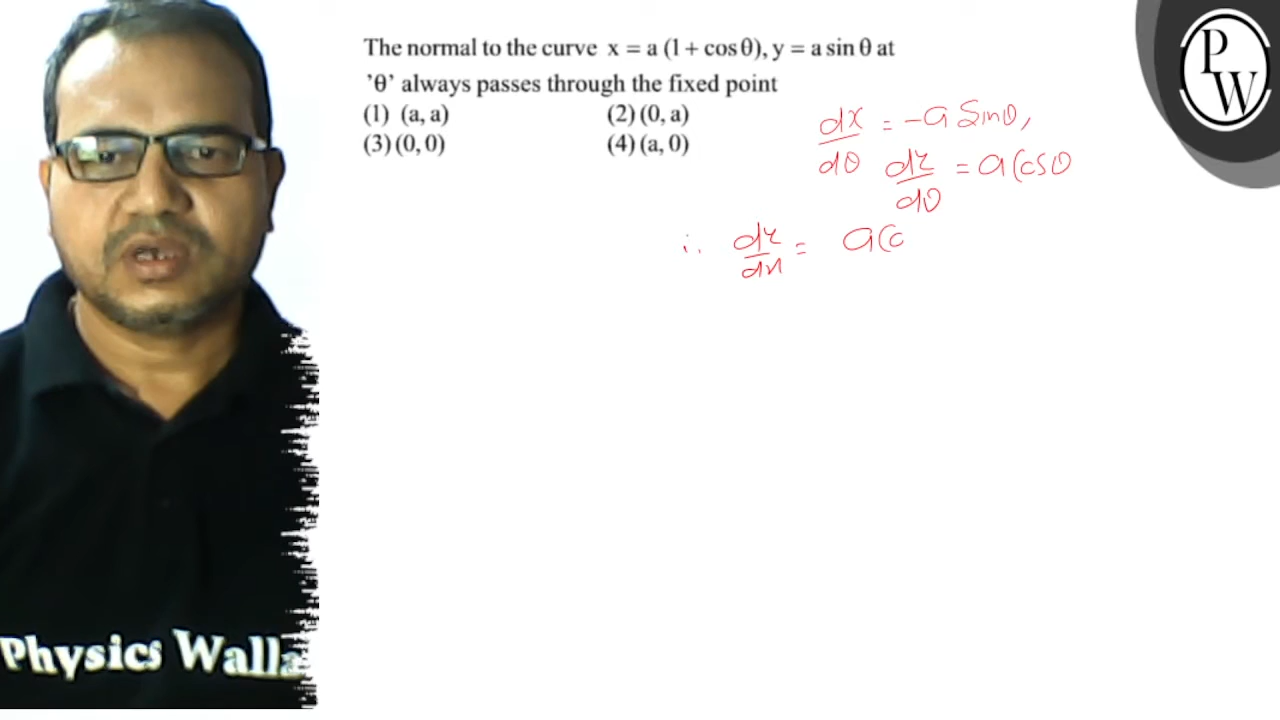 The normal to the curve x = a (1 + cos θ), y = a sin θ at
'θ' always passes through the fixed point
(1) (a, a) (2) (0, a)
(3) (0, 0) (4) (a, 0)
dx/dθ = -a Sinθ,
dy/dθ = a Cosθ
∴ dy/dx = a Co
P
W
Physics Walla